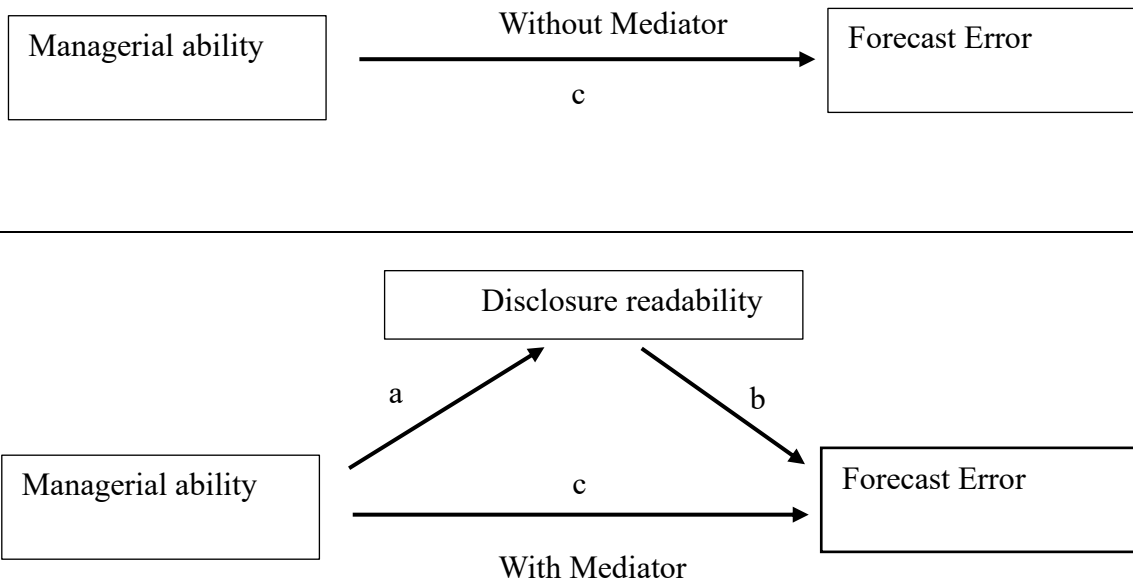 Managerial ability
Without Mediator
Forecast Error
c
Disclosure readability
a
b
Managerial ability
c
Forecast Error
With Mediator